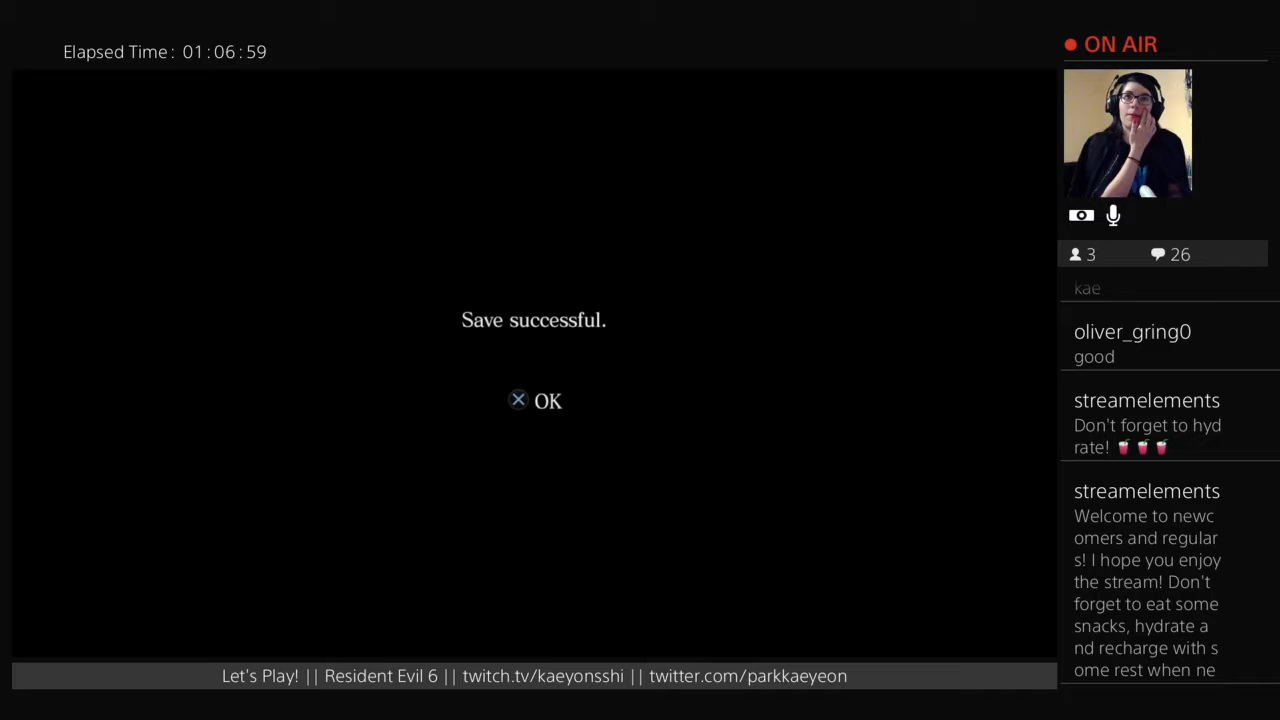 Elapsed Time: 01:06:59
ON AIR
3
26
kae
oliver_gring0
good
streamelements
Don't forget to hyd
rate!
streamelements
Welcome to newc
omers and regular
s! I hope you enjoy
the stream! Don't
forget to eat some
snacks, hydrate a
nd recharge with s
ome rest when ne
Save successful.
OK
Let's Play! || Resident Evil 6 || twitch.tv/kaeyonsshi || twitter.com/parkkaeyeon